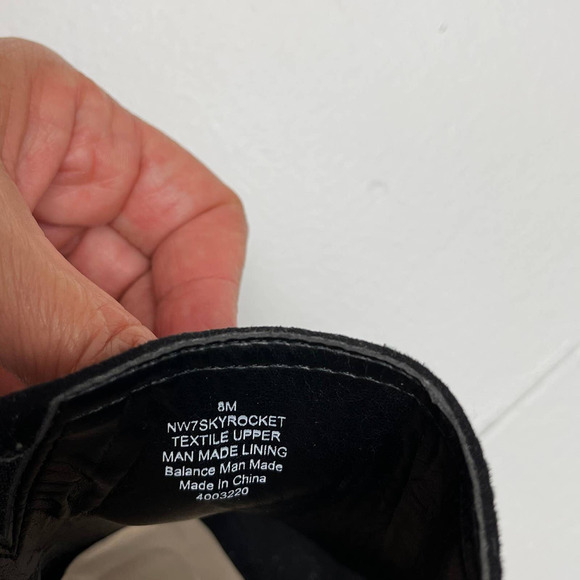 8M
NW7SKYROCKET
TEXTILE UPPER
MAN MADE LINING
Balance Man Made
Made In China
4003220